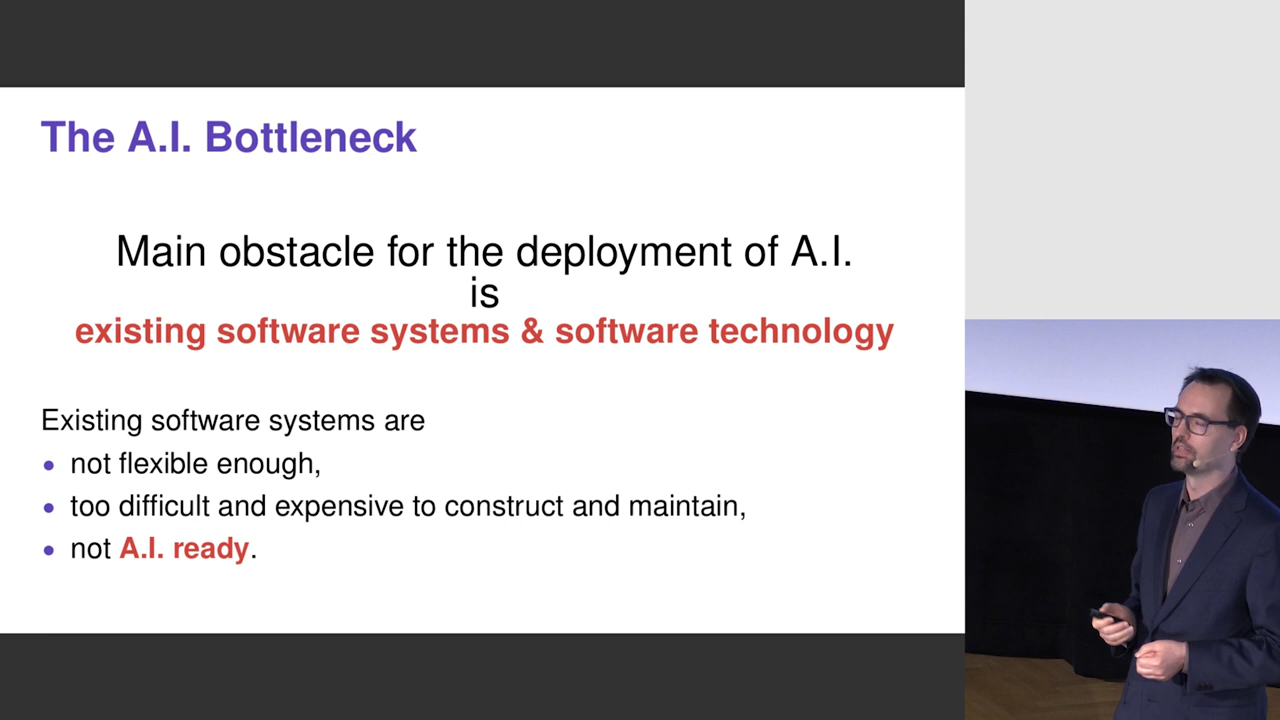 The A.I. Bottleneck
Main obstacle for the deployment of A.I.
is
existing software systems & software technology
Existing software systems are
• not flexible enough,
• too difficult and expensive to construct and maintain,
• not A.I. ready.